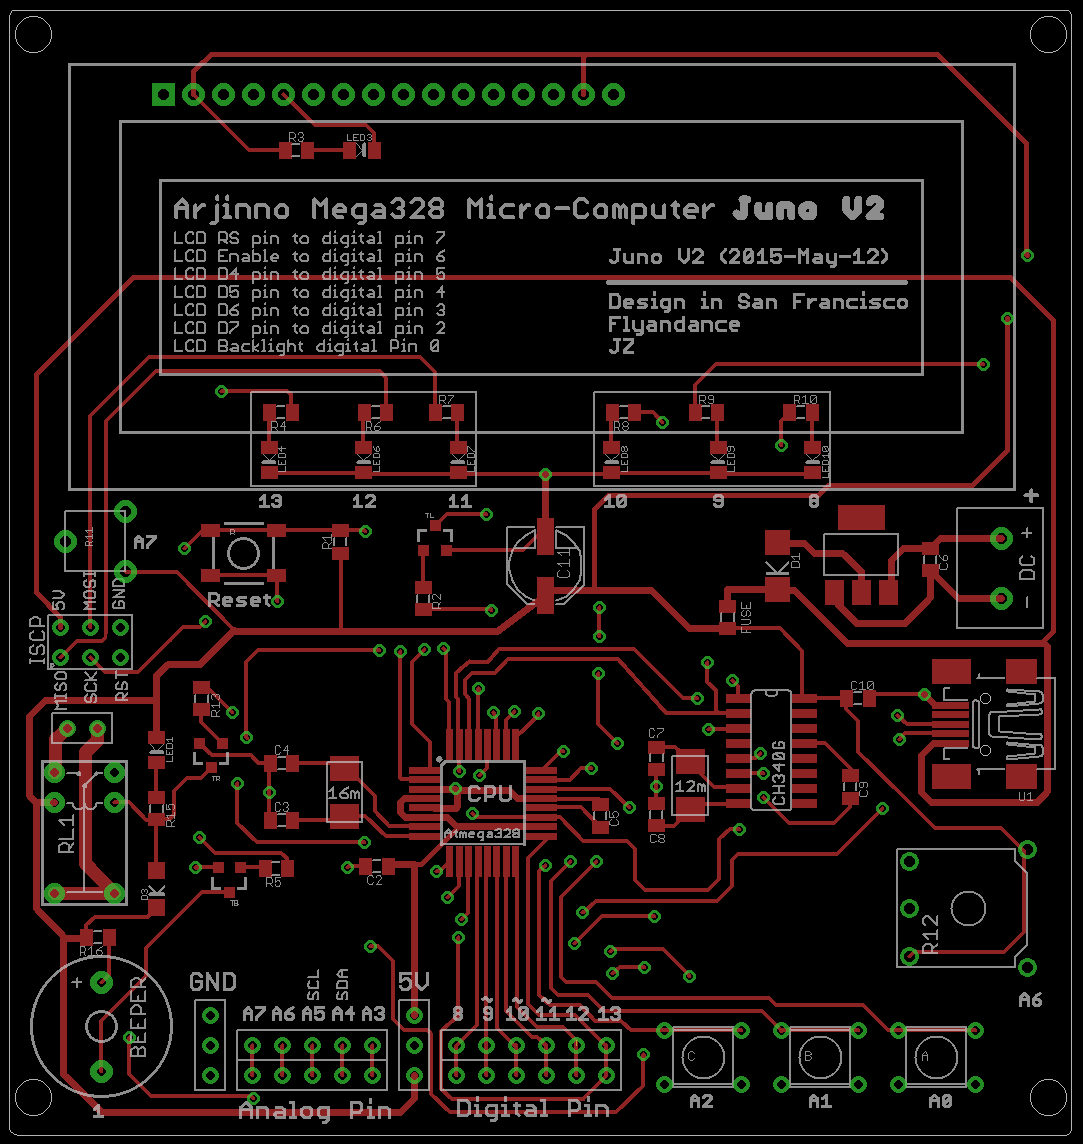 R3 LED3
Arjinno Mega328 Micro-Computer Juno V2
LCD RS pin to digital pin 7
LCD Enable to digital pin 6
LCD D4 pin to digital pin 5
LCD D5 pin to digital pin 4
LCD D6 pin to digital pin 3
LCD D7 pin to digital pin 2
LCD Backlight digital Pin 0
Juno V2 (2015-May-12)
Design in San Francisco
Flyandance
JZ
R7 R9 R10
R4 R6 R8
LED4 LED6 LED7 LED8 LED9 LED10
13 12 11 10 9 8
+
R11 A7
R1
TL
C11
D1
C6
DC + -
Reset
R2
FUSE
5V MOSI GND
ISCP
MISO SCK RST
R13
C10
LED1
TR
C4
16m
C3
CPU
Atmega328
C5
C7
12m
C8
CH340G
C9
U1
RL1
R15
D3
R5
TB
C2
R16
R12
A6
+
BEEPER
1
GND
SCL SDA
5V
A7 A6 A5 A4 A3
8 ~9 ~10 ~11 12 13
Analog Pin
Digital Pin
C B A
A2 A1 A0